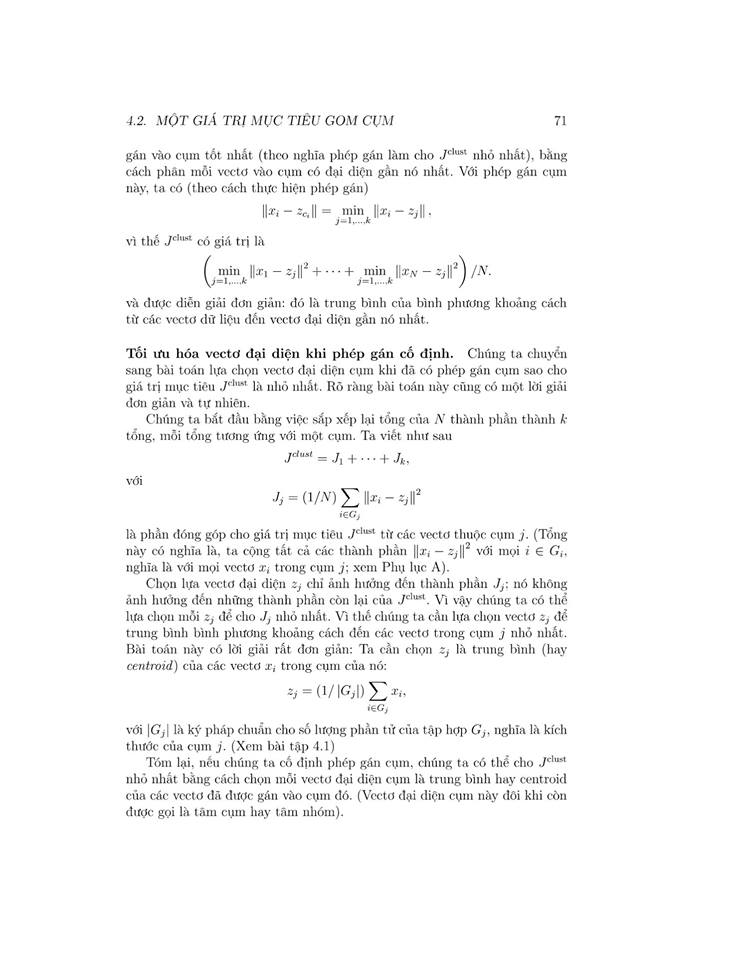 4.2. MỘT GIÁ TRỊ MỤC TIÊU GOM CỤM 71
gán vào cụm tốt nhất (theo nghĩa phép gán làm cho J^clust nhỏ nhất), bằng
cách phân mỗi vectơ vào cụm có đại diện gần nó nhất. Với phép gán cụm
này, ta có (theo cách thực hiện phép gán)
‖x_i − z_{c_i}‖ = min_{j=1,...,k} ‖x_i − z_j‖ ,
vì thế J^clust có giá trị là
( min_{j=1,...,k} ‖x_1 − z_j‖^2 + · · · + min_{j=1,...,k} ‖x_N − z_j‖^2 ) /N.
và được diễn giải đơn giản: đó là trung bình của bình phương khoảng cách
từ các vectơ dữ liệu đến vectơ đại diện gần nó nhất.
Tối ưu hóa vectơ đại diện khi phép gán cố định. Chúng ta chuyển
sang bài toán lựa chọn vectơ đại diện cụm khi đã có phép gán cụm sao cho
giá trị mục tiêu J^clust là nhỏ nhất. Rõ ràng bài toán này cũng có một lời giải
đơn giản và tự nhiên.
Chúng ta bắt đầu bằng việc sắp xếp lại tổng của N thành phần thành k
tổng, mỗi tổng tương ứng với một cụm. Ta viết như sau
J^clust = J_1 + · · · + J_k,
với
J_j = (1/N) ∑_{i∈G_j} ‖x_i − z_j‖^2
là phần đóng góp cho giá trị mục tiêu J^clust từ các vectơ thuộc cụm j. (Tổng
này có nghĩa là, ta cộng tất cả các thành phần ‖x_i − z_j‖^2 với mọi i ∈ G_i,
nghĩa là với mọi vectơ x_i trong cụm j; xem Phụ lục A).
Chọn lựa vectơ đại diện z_j chỉ ảnh hưởng đến thành phần J_j; nó không
ảnh hưởng đến những thành phần còn lại của J^clust. Vì vậy chúng ta có thể
lựa chọn mỗi z_j để cho J_j nhỏ nhất. Vì thế chúng ta cần lựa chọn vectơ z_j để
trung bình bình phương khoảng cách đến các vectơ trong cụm j nhỏ nhất.
Bài toán này có lời giải rất đơn giản: Ta cần chọn z_j là trung bình (hay
centroid) của các vectơ x_i trong cụm của nó:
z_j = (1/ |G_j|) ∑_{i∈G_j} x_i,
với |G_j| là ký pháp chuẩn cho số lượng phần tử của tập hợp G_j, nghĩa là kích
thước của cụm j. (Xem bài tập 4.1)
Tóm lại, nếu chúng ta cố định phép gán cụm, chúng ta có thể cho J^clust
nhỏ nhất bằng cách chọn mỗi vectơ đại diện cụm là trung bình hay centroid
của các vectơ đã được gán vào cụm đó. (Vectơ đại diện cụm này đôi khi còn
được gọi là tâm cụm hay tâm nhóm).